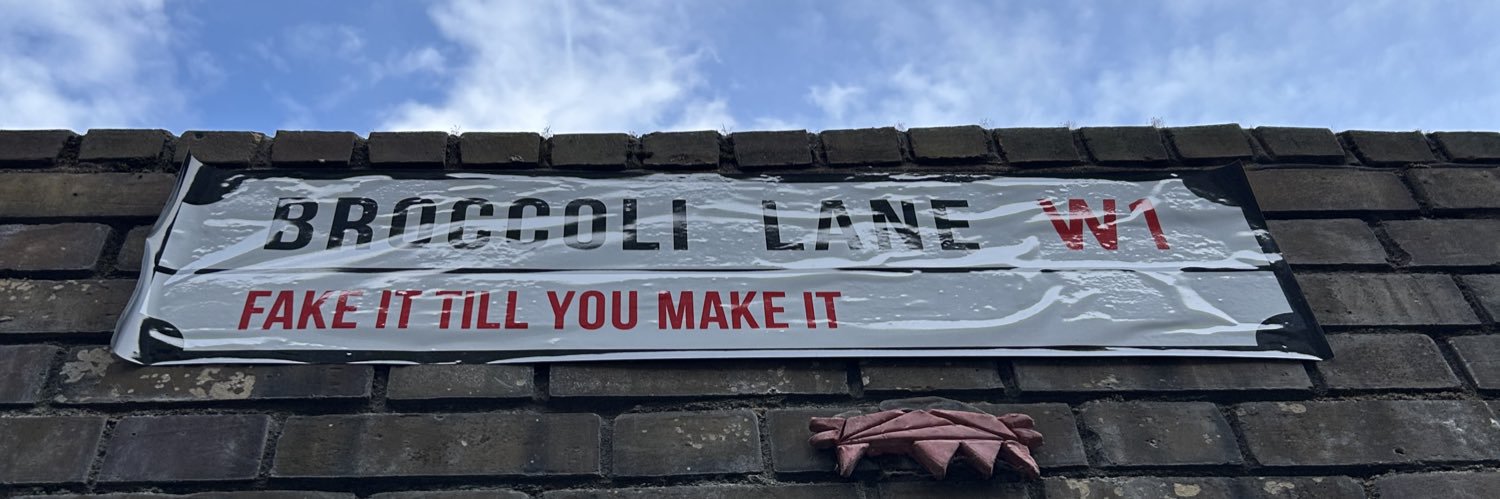 BROCCOLI LANE W1
FAKE IT TILL YOU MAKE IT